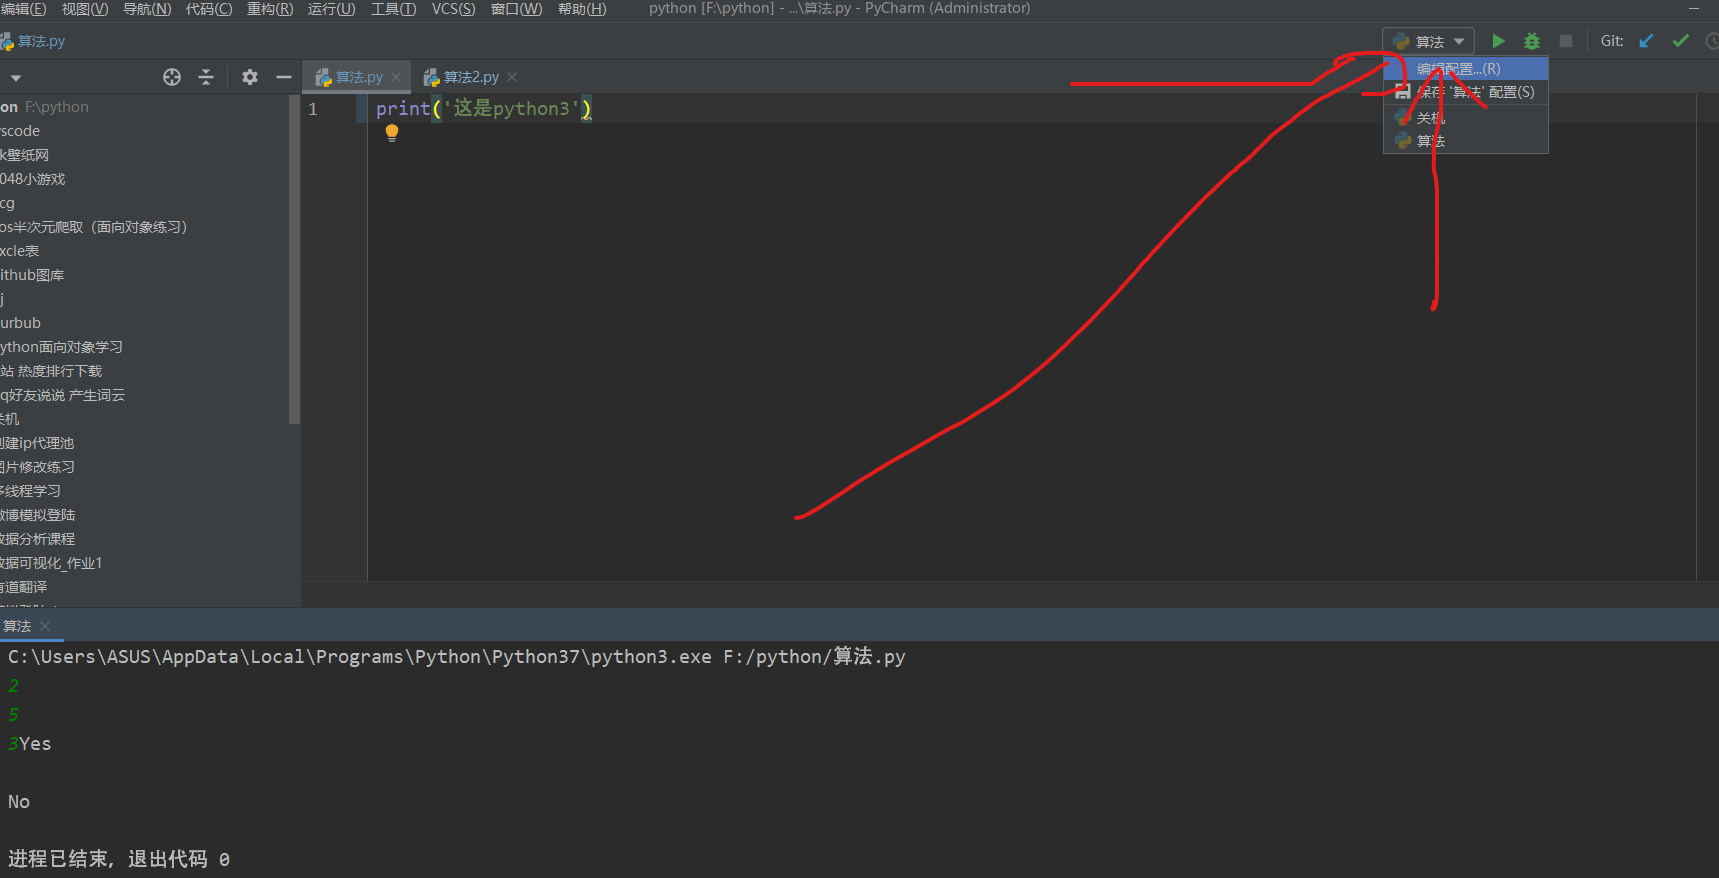 编辑(E) 视图(V) 导航(N) 代码(C) 重构(R) 运行(U) 工具(T) VCS(S) 窗口(W) 帮助(H) python [F:\python] - ...\算法.py - PyCharm (Administrator)
算法.py
算法
Git:
算法.py
算法2.py
编辑配置...(R)
保存 '算法' 配置(S)
关机
算法
on F:\python
scode
k壁纸网
048小游戏
cg
os半次元爬取（面向对象练习）
xcle表
ithub图库
j
urbub
ython面向对象学习
站 热度排行下载
q好友说说 产生词云
关机
创建ip代理池
图片修改练习
多线程学习
微博模拟登陆
数据分析课程
数据可视化_作业1
有道翻译
1
print('这是python3')
算法
C:\Users\ASUS\AppData\Local\Programs\Python\Python37\python3.exe F:/python/算法.py
2
5
3Yes
No
进程已结束, 退出代码 0